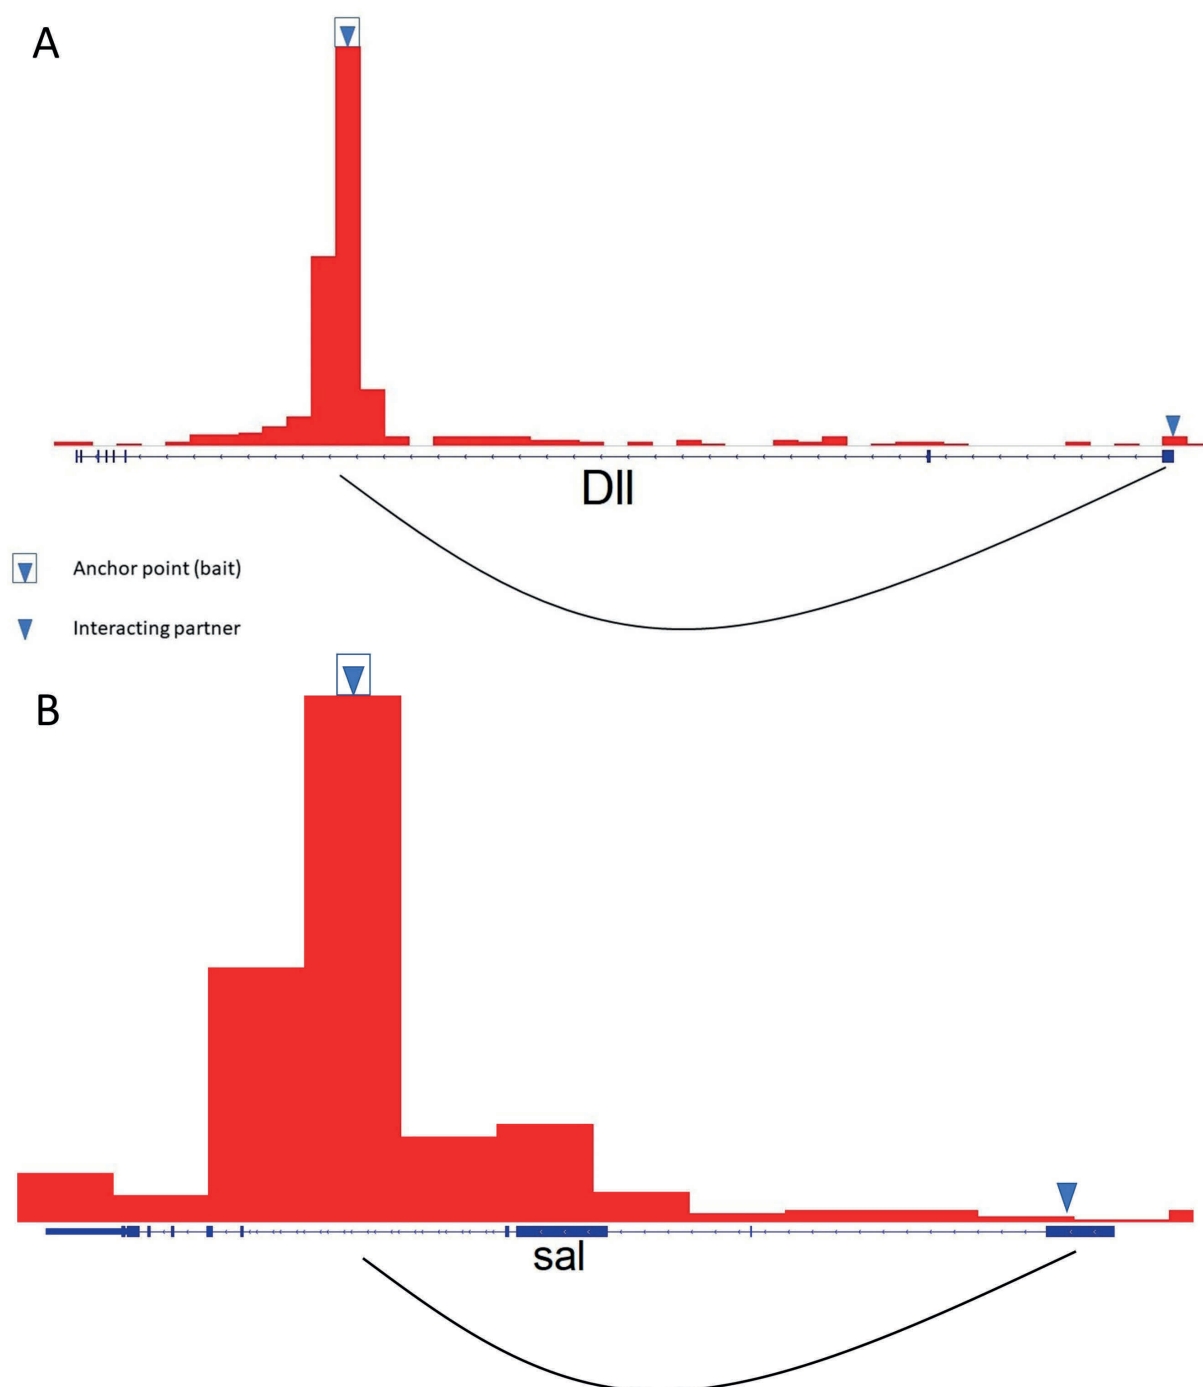 A
Dll
Anchor point (bait)
Interacting partner
B
sal